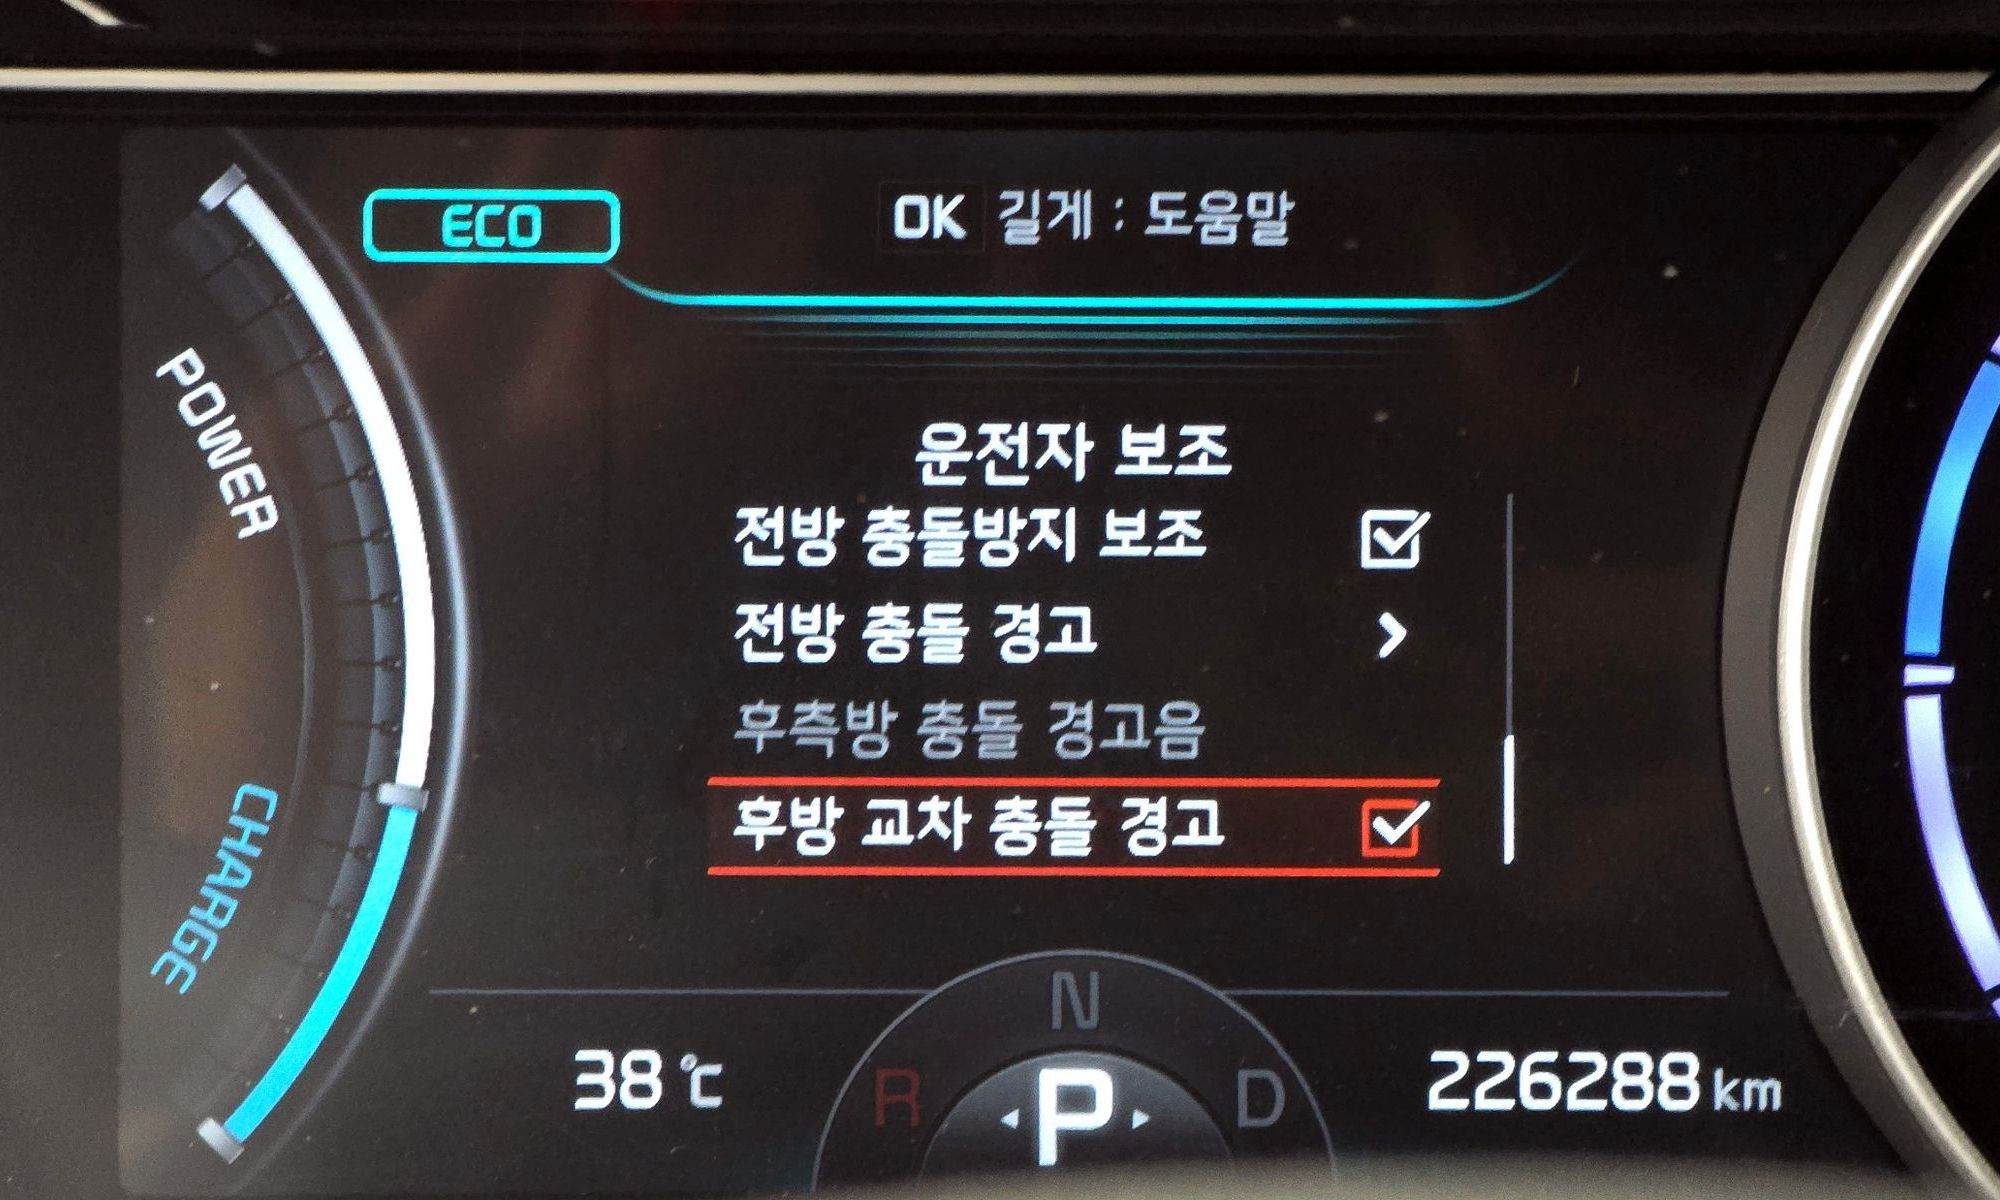 ECO
OK 길게 : 도움말
POWER
CHARGE
운전자 보조
전방 충돌방지 보조
전방 충돌 경고
후측방 충돌 경고음
후방 교차 충돌 경고
N
R
P
D
38 ℃
226288 km